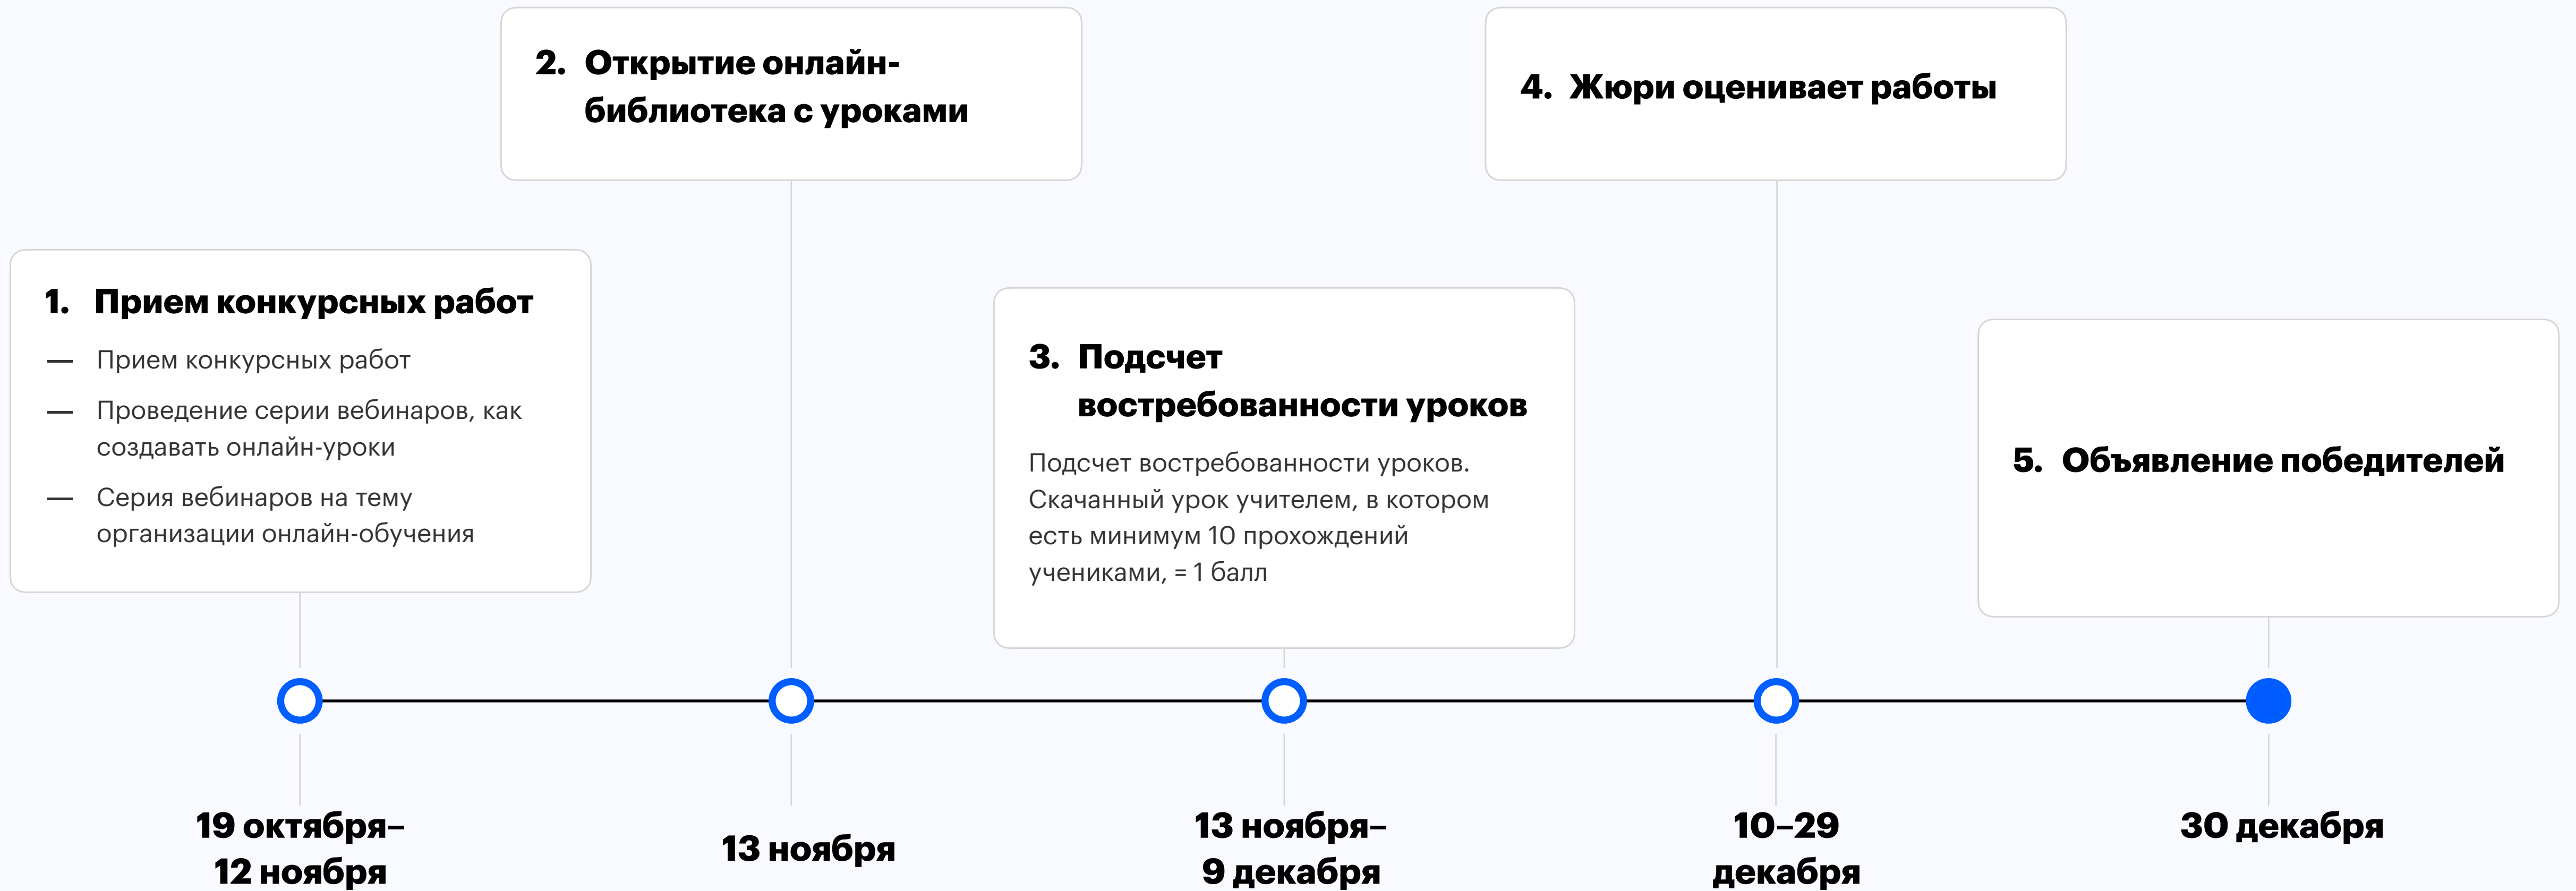 1. Прием конкурсных работ
— Прием конкурсных работ
— Проведение серии вебинаров, как
создавать онлайн-уроки
— Серия вебинаров на тему
организации онлайн-обучения
19 октября–
12 ноября
2. Открытие онлайн-
библиотека с уроками
13 ноября
3. Подсчет
востребованности уроков
Подсчет востребованности уроков.
Скачанный урок учителем, в котором
есть минимум 10 прохождений
учениками, = 1 балл
13 ноября–
9 декабря
4. Жюри оценивает работы
10–29
декабря
5. Объявление победителей
30 декабря